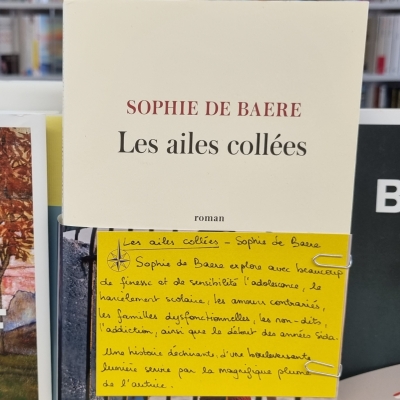 SOPHIE DE BAERE
Les ailes collées
roman
Les ailes collées - Sophie de Baere
Sophie de Baere explore avec beaucoup
de finesse et de sensibilité l'adolescence, le
harcèlement scolaire, les amours contrariés,
les familles dysfonctionnelles, les non-dits,
l'addiction, ainsi que le début des années Sida.
Une histoire déchirante, d'une bouleversante
lumière servie par la magnifique plume
de l'autrice.
B